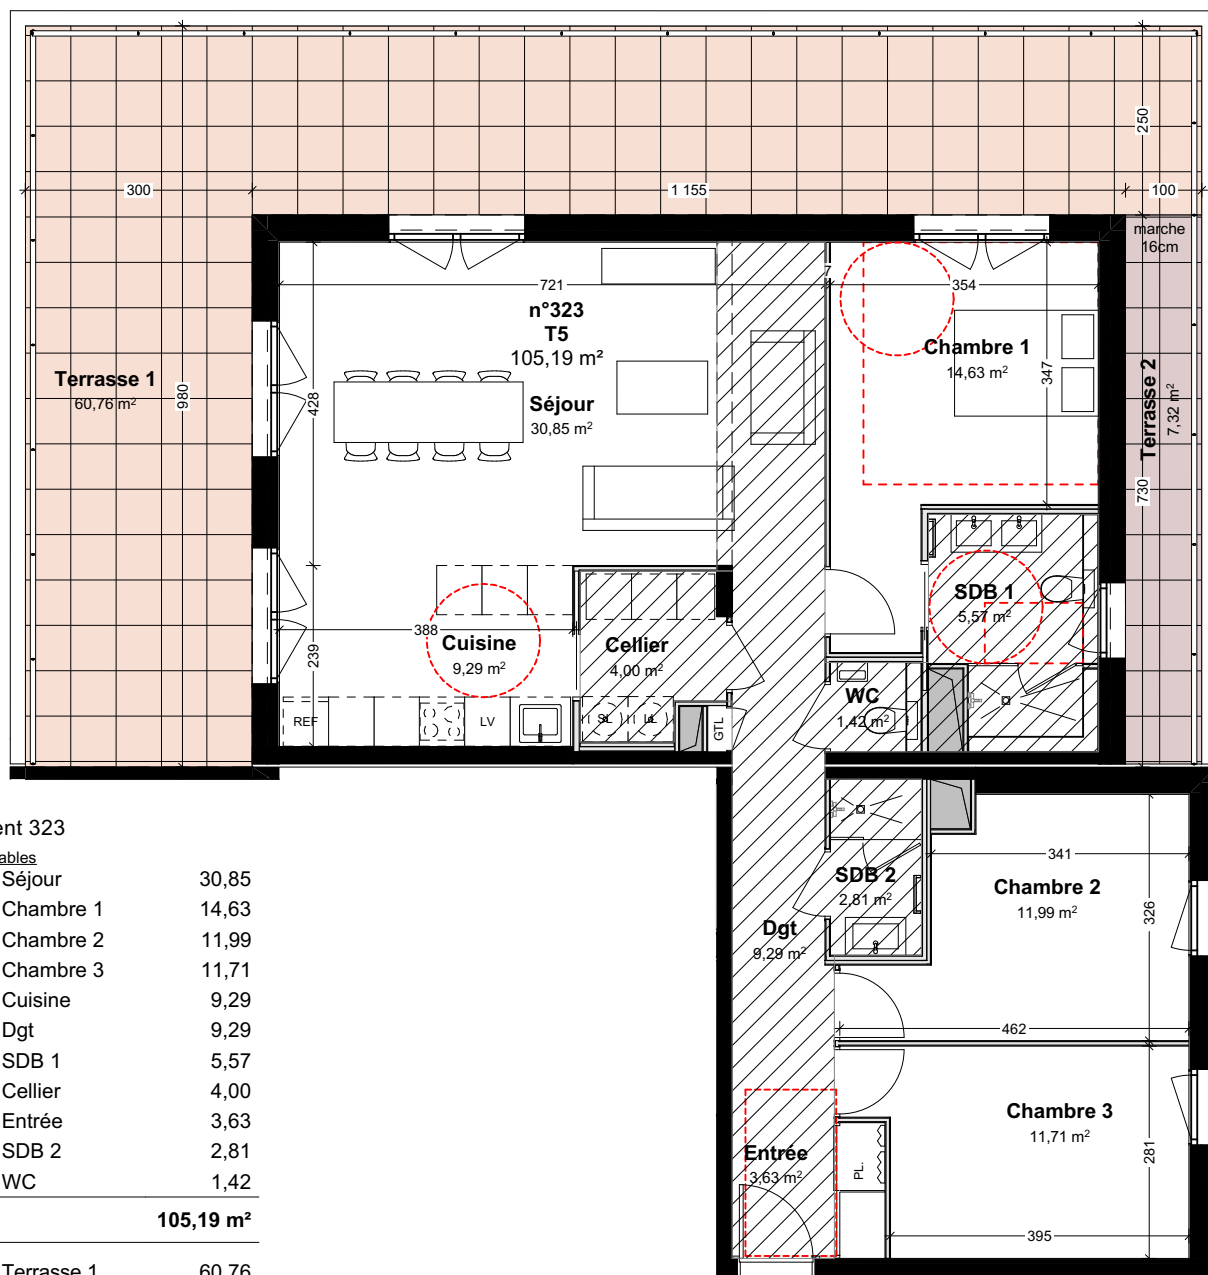 250
300
1 155
100
marche
16cm
7
721
354
n°323
T5
105,19 m²
Chambre 1
14,63 m²
347
Terrasse 1
60,76 m²
980
428
Séjour
30,85 m²
Terrasse 2
7,32 m²
730
SDB 1
5,57 m²
388
Cuisine
9,29 m²
239
Cellier
4,00 m²
WC
1,42 m²
REF
LV
SL
LL
GTL
341
SDB 2
2,81 m²
Chambre 2
11,99 m²
326
Dgt
9,29 m²
462
Chambre 3
11,71 m²
281
Entrée
3,63 m²
PL.
395
ent 323
ables
Séjour 30,85
Chambre 1 14,63
Chambre 2 11,99
Chambre 3 11,71
Cuisine 9,29
Dgt 9,29
SDB 1 5,57
Cellier 4,00
Entrée 3,63
SDB 2 2,81
WC 1,42
105,19 m²
Terrasse 1 60,76